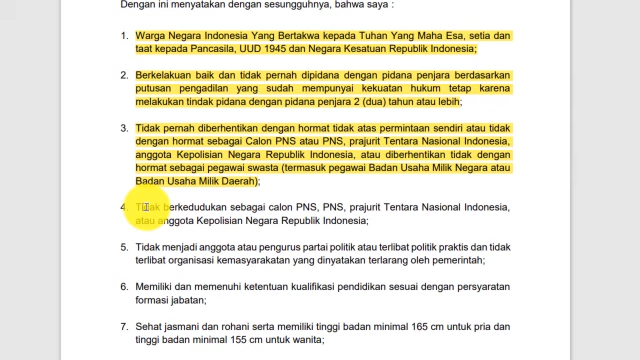 Dengan ini menyatakan dengan sesungguhnya, bahwa saya :
1. Warga Negara Indonesia Yang Bertakwa kepada Tuhan Yang Maha Esa, setia dan
taat kepada Pancasila, UUD 1945 dan Negara Kesatuan Republik Indonesia;
2. Berkelakuan baik dan tidak pernah dipidana dengan pidana penjara berdasarkan
putusan pengadilan yang sudah mempunyai kekuatan hukum tetap karena
melakukan tindak pidana dengan pidana penjara 2 (dua) tahun atau lebih;
3. Tidak pernah diberhentikan dengan hormat tidak atas permintaan sendiri atau tidak
dengan hormat sebagai Calon PNS atau PNS, prajurit Tentara Nasional Indonesia,
anggota Kepolisian Negara Republik Indonesia, atau diberhentikan tidak dengan
hormat sebagai pegawai swasta (termasuk pegawai Badan Usaha Milik Negara atau
Badan Usaha Milik Daerah);
4. Tidak berkedudukan sebagai calon PNS, PNS, prajurit Tentara Nasional Indonesia,
atau anggota Kepolisian Negara Republik Indonesia;
5. Tidak menjadi anggota atau pengurus partai politik atau terlibat politik praktis dan tidak
terlibat organisasi kemasyarakatan yang dinyatakan terlarang oleh pemerintah;
6. Memiliki dan memenuhi ketentuan kualifikasi pendidikan sesuai dengan persyaratan
formasi jabatan;
7. Sehat jasmani dan rohani serta memiliki tinggi badan minimal 165 cm untuk pria dan
tinggi badan minimal 155 cm untuk wanita;